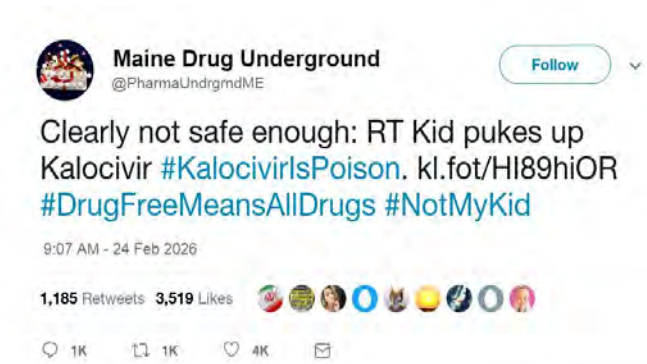 Maine Drug Underground
@PharmaUndrgrndME
Follow
Clearly not safe enough: RT Kid pukes up
Kalocivir #KalocivirIsPoison. kl.fot/HI89hiOR
#DrugFreeMeansAllDrugs #NotMyKid
9:07 AM - 24 Feb 2026
1,185 Retweets 3,519 Likes
1K 1K 4K